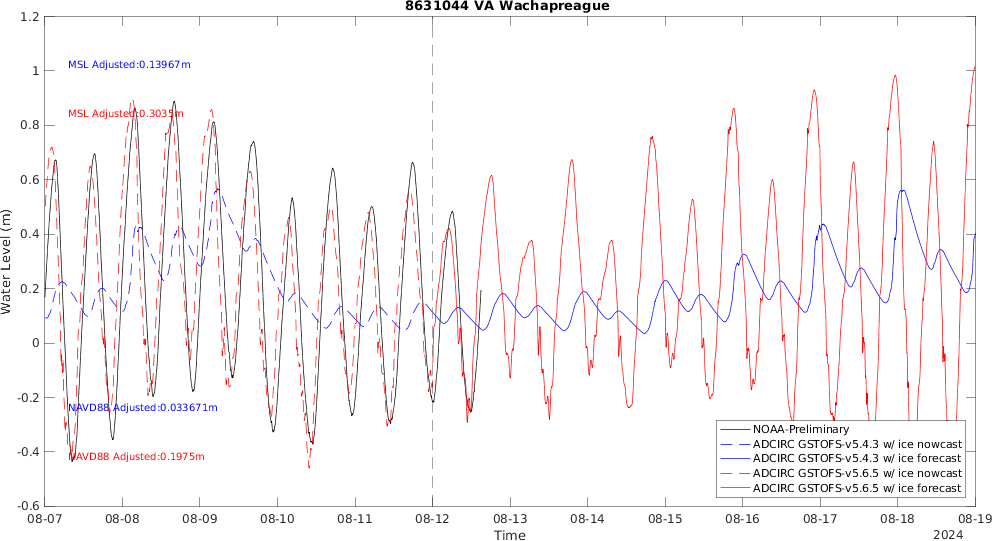 8631044 VA Wachapreague
Water Level (m)
1.2
1
0.8
0.6
0.4
0.2
0
-0.2
-0.4
-0.6
MSL Adjusted:0.13967m
MSL Adjusted:0.3035m
NAVD88 Adjusted:0.033671m
NAVD88 Adjusted:0.1975m
NOAA-Preliminary
ADCIRC GSTOFS-v5.4.3 w/ ice nowcast
ADCIRC GSTOFS-v5.4.3 w/ ice forecast
ADCIRC GSTOFS-v5.6.5 w/ ice nowcast
ADCIRC GSTOFS-v5.6.5 w/ ice forecast
08-07 08-08 08-09 08-10 08-11 08-12 08-13 08-14 08-15 08-16 08-17 08-18 08-19
Time
2024